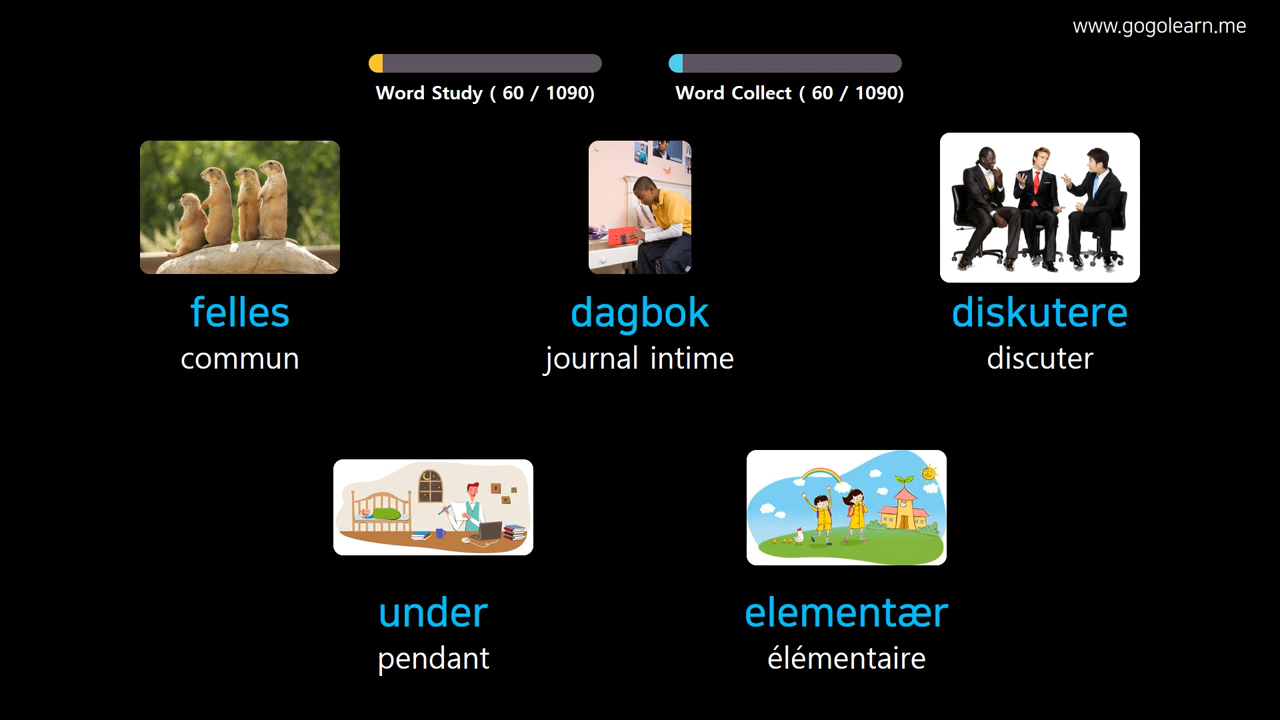 www.gogolearn.me
Word Study ( 60 / 1090)
Word Collect ( 60 / 1090)
felles
commun
dagbok
journal intime
diskutere
discuter
under
pendant
elementær
élémentaire